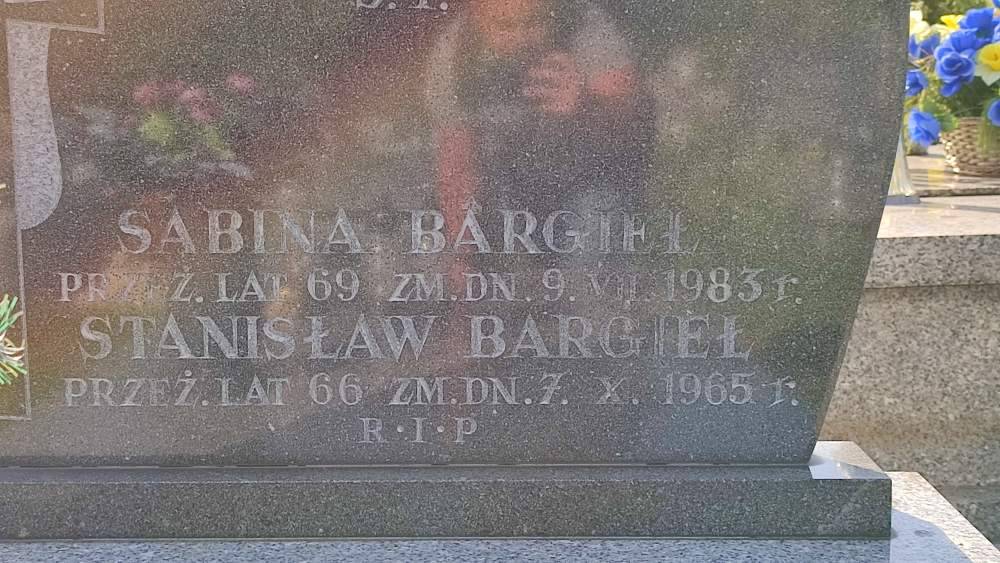 Ś.P.
SABINA BARGIEŁ
PRZEŻ. LAT 69 ZM. DN. 9. VII. 1983 r.
STANISŁAW BARGIEŁ
PRZEŻ. LAT 66 ZM. DN. 7. X. 1965 r.
R·I·P